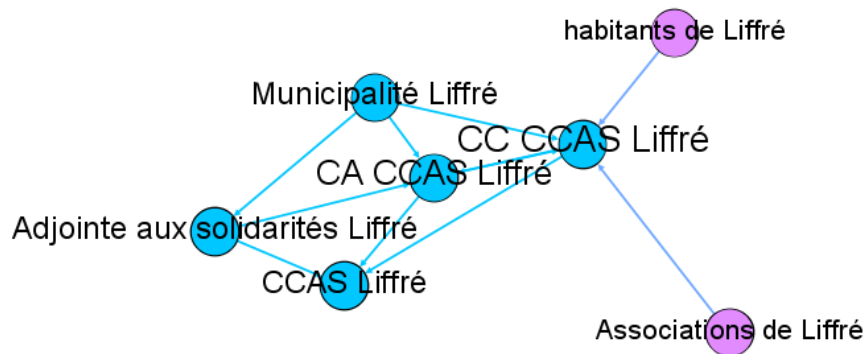 habitants de Liffré
Municipalité Liffré
CC CCAS Liffré
CA CCAS Liffré
Adjointe aux solidarités Liffré
CCAS Liffré
Associations de Liffré